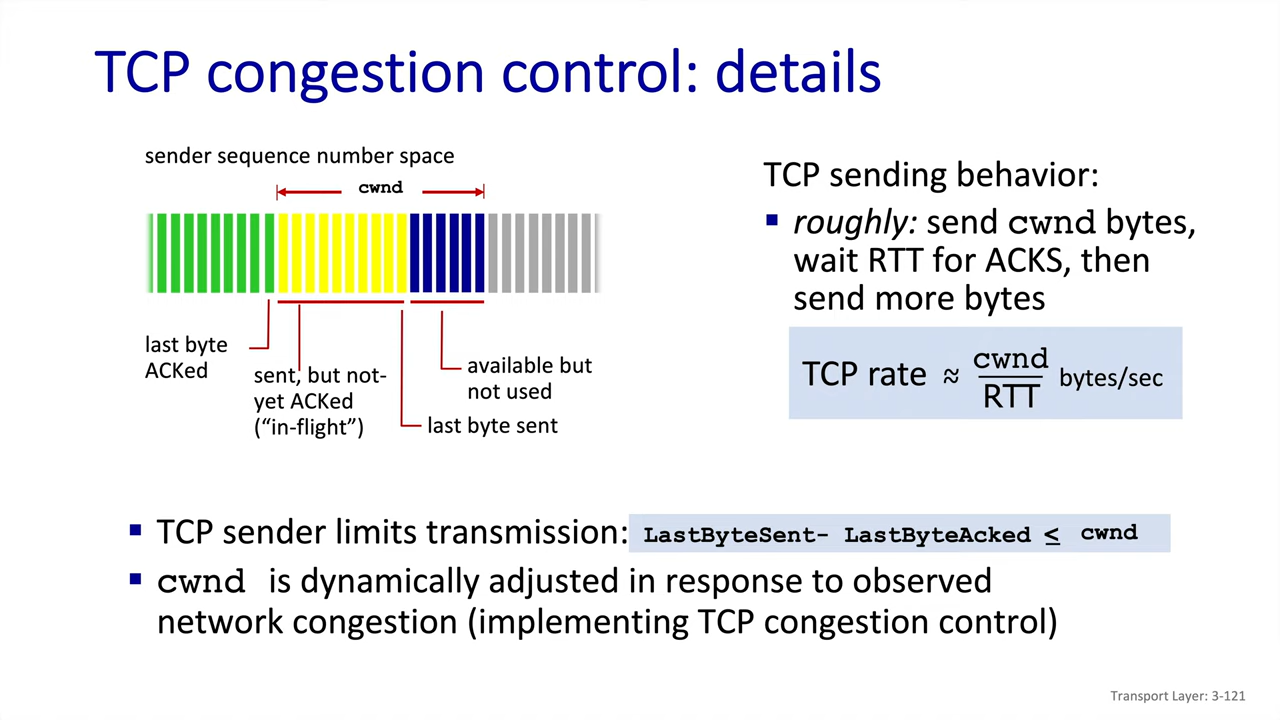 TCP congestion control: details
sender sequence number space
cwnd
last byte
ACKed
sent, but not-
yet ACKed
(“in-flight”)
available but
not used
last byte sent
TCP sending behavior:
▪ roughly: send cwnd bytes,
wait RTT for ACKS, then
send more bytes
TCP rate ≈ cwnd/RTT bytes/sec
▪ TCP sender limits transmission: LastByteSent- LastByteAcked ≤ cwnd
▪ cwnd is dynamically adjusted in response to observed
network congestion (implementing TCP congestion control)
Transport Layer: 3-121